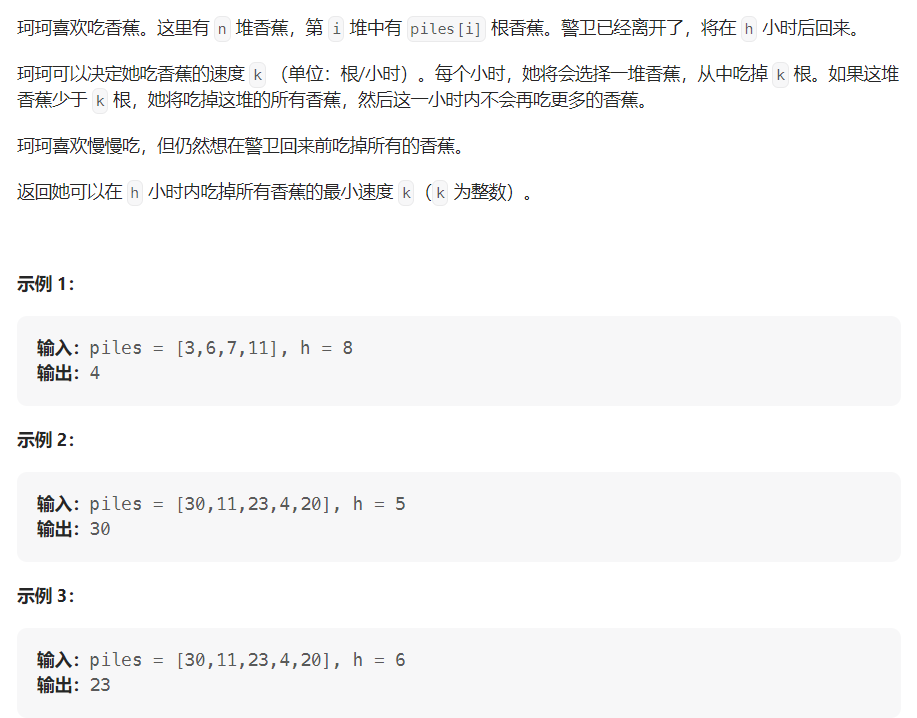 珂珂喜欢吃香蕉。这里有 n 堆香蕉，第 i 堆中有 piles[i] 根香蕉。警卫已经离开了，将在 h 小时后回来。
珂珂可以决定她吃香蕉的速度 k （单位：根/小时）。每个小时，她将会选择一堆香蕉，从中吃掉 k 根。如果这堆
香蕉少于 k 根，她将吃掉这堆的所有香蕉，然后这一小时内不会再吃更多的香蕉。
珂珂喜欢慢慢吃，但仍然想在警卫回来前吃掉所有的香蕉。
返回她可以在 h 小时内吃掉所有香蕉的最小速度 k（k 为整数）。
示例 1：
输入：piles = [3,6,7,11], h = 8
输出：4
示例 2：
输入：piles = [30,11,23,4,20], h = 5
输出：30
示例 3：
输入：piles = [30,11,23,4,20], h = 6
输出：23